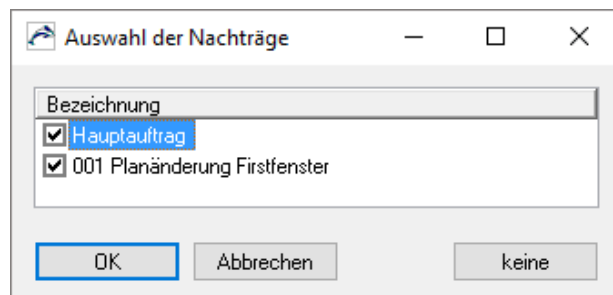 Auswahl der Nachträge
Bezeichnung
Hauptauftrag
001 Planänderung Firstfenster
OK Abbrechen keine